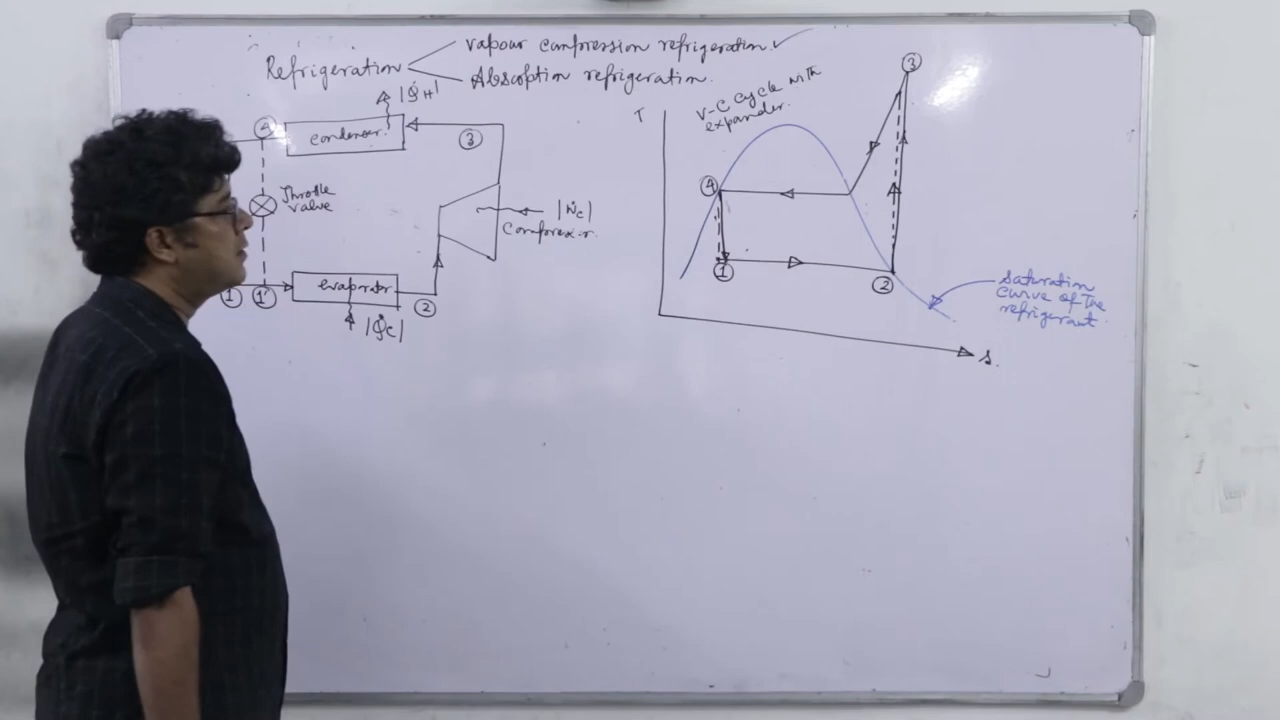 Refrigeration
vapour compression refrigeration ✓
Absorption refrigeration.
|Q̇H|
4
condenser.
3
Throttle
valve
|Ẇc|
Compressor.
1
1'
evaporator
2
|Q̇c|
T
V-C cycle with
expander.
3
4
1
2
saturation
curve of the
refrigerant.
s.